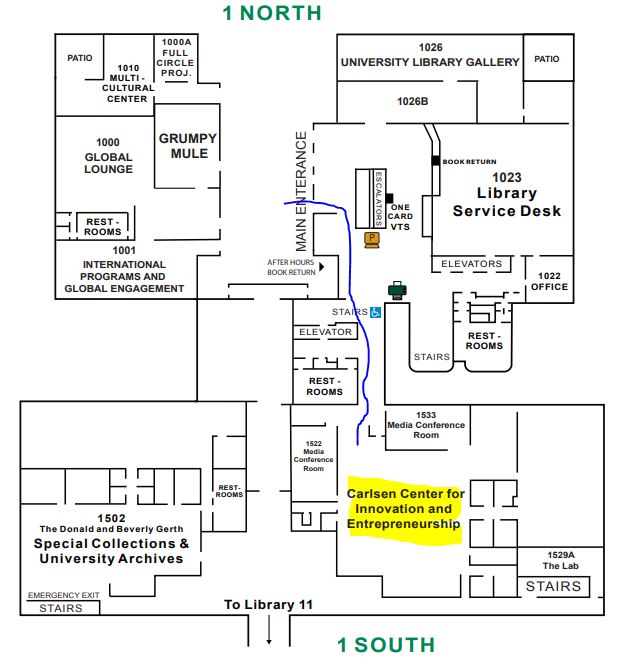 1 NORTH
PATIO
1010
MULTI -
CULTURAL
CENTER
1000A
FULL
CIRCLE
PROJ.
1026
UNIVERSITY LIBRARY GALLERY
PATIO
1026B
1000
GLOBAL
LOUNGE
GRUMPY
MULE
MAIN ENTERANCE
ESCALATORS
BOOK RETURN
1023
Library
Service Desk
ONE
CARD
VTS
P
REST -
ROOMS
1001
INTERNATIONAL
PROGRAMS AND
GLOBAL ENGAGEMENT
AFTER HOURS
BOOK RETURN
ELEVATORS
1022
OFFICE
STAIRS
ELEVATOR
REST -
ROOMS
STAIRS
REST -
ROOMS
1533
Media Conference
Room
1522
Media
Conference
Room
REST-
ROOMS
Carlsen Center for
Innovation and
Entrepreneurship
1502
The Donald and Beverly Gerth
Special Collections &
University Archives
1529A
The Lab
STAIRS
EMERGENCY EXIT
STAIRS
To Library 11
1 SOUTH